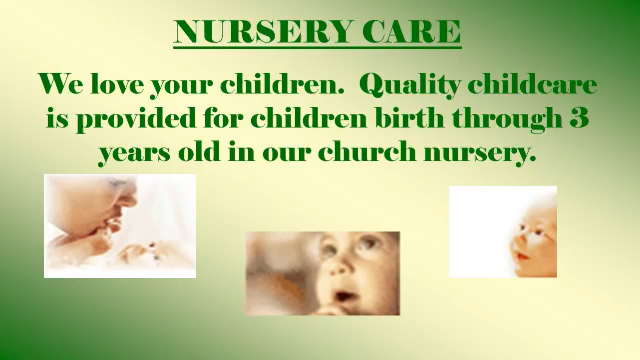 NURSERY CARE
We love your children.  Quality childcare
is provided for children birth through 3
years old in our church nursery.